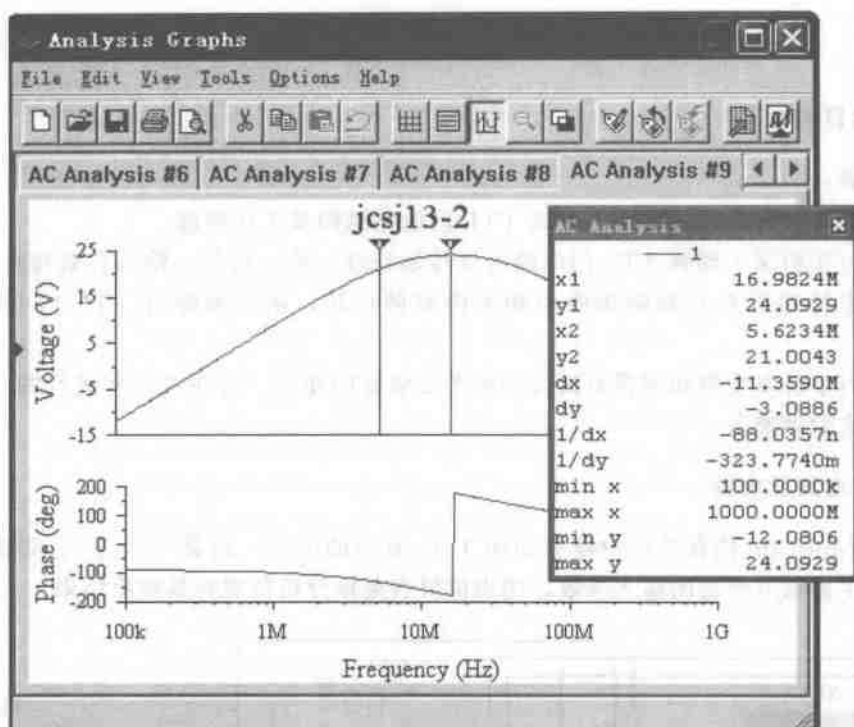 Analysis Graphs
File Edit View Tools Options Help
AC Analysis #6 AC Analysis #7 AC Analysis #8 AC Analysis #9
jcsj13-2
Voltage (V)
25
15
5
-5
-15
AC Analysis
1
x1 16.9824M
y1 24.0929
x2 5.6234M
y2 21.0043
dx -11.3590M
dy -3.0886
1/dx -88.0357n
1/dy -323.7740m
min x 100.0000k
max x 1000.0000M
min y -12.0806
max y 24.0929
Phase (deg)
200
100
0
-100
-200
100k 1M 10M 100M 1G
Frequency (Hz)